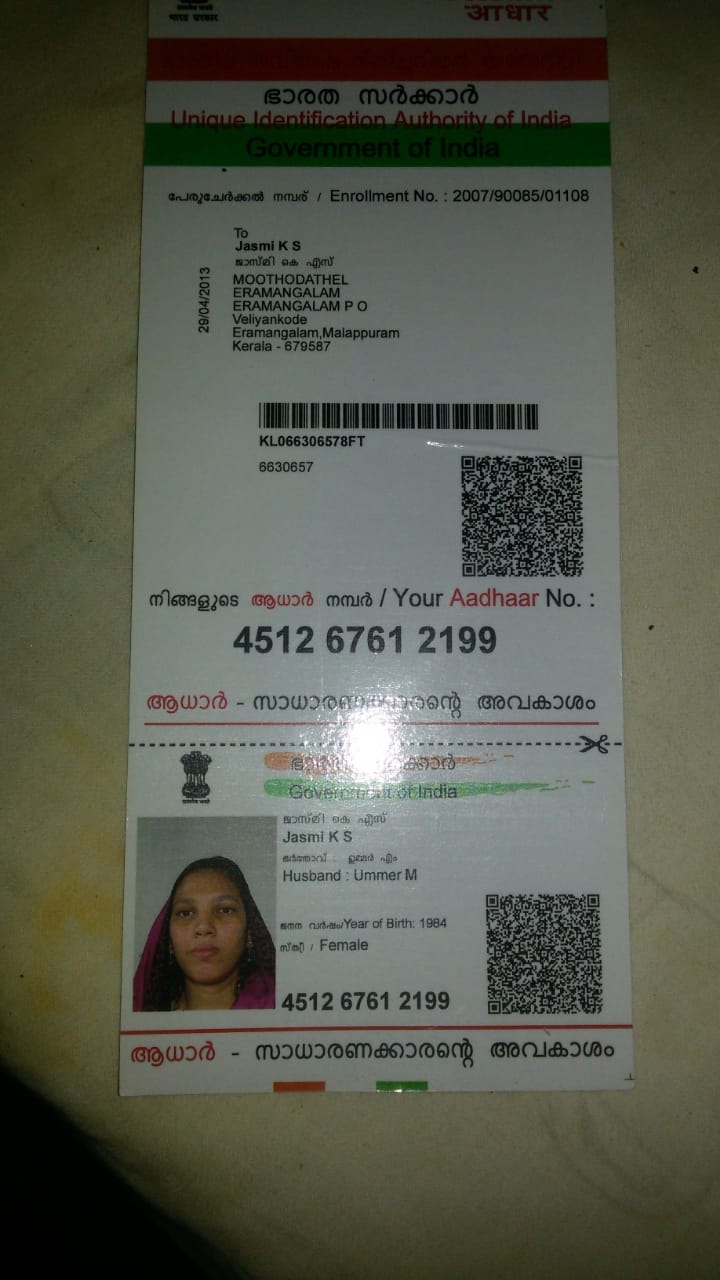 भारत सरकार
आधार
ഭാരത സർക്കാർ
Unique Identification Authority of India
Government of India
പേരുചേർക്കൽ നമ്പര് / Enrollment No. : 2007/90085/01108
29/04/2013
To
Jasmi K S
ജാസ്മി കെ എസ്
MOOTHODATHEL
ERAMANGALAM
ERAMANGALAM P O
Veliyankode
Eramangalam,Malappuram
Kerala - 679587
KL066306578FT
6630657
നിങ്ങളുടെ ആധാർ നമ്പർ / Your Aadhaar No. :
4512 6761 2199
ആധാർ - സാധാരണക്കാരന്റെ അവകാശം
ഭാരത സർക്കാർ
Government of India
ജാസ്മി കെ എസ്
Jasmi K S
ഭർത്താവ് : ഉമ്മർ എം
Husband : Ummer M
ജനന വർഷം/Year of Birth: 1984
സ്ത്രീ / Female
4512 6761 2199
ആധാർ - സാധാരണക്കാരന്റെ അവകാശം